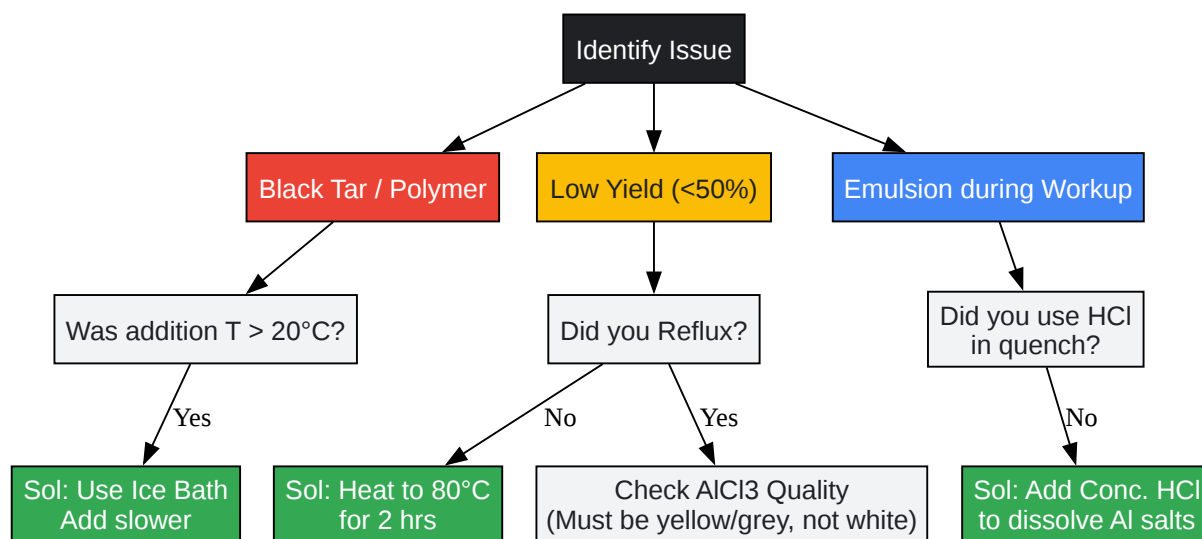 Identify Issue
Black Tar / Polymer
Low Yield (<50%)
Emulsion during Workup
Was addition T > 20°C?
Did you Reflux?
Did you use HCl
in quench?
Yes
No
Yes
No
Sol: Use Ice Bath
Add slower
Sol: Heat to 80°C
for 2 hrs
Check AlCl3 Quality
(Must be yellow/grey, not white)
Sol: Add Conc. HCl
to dissolve Al salts